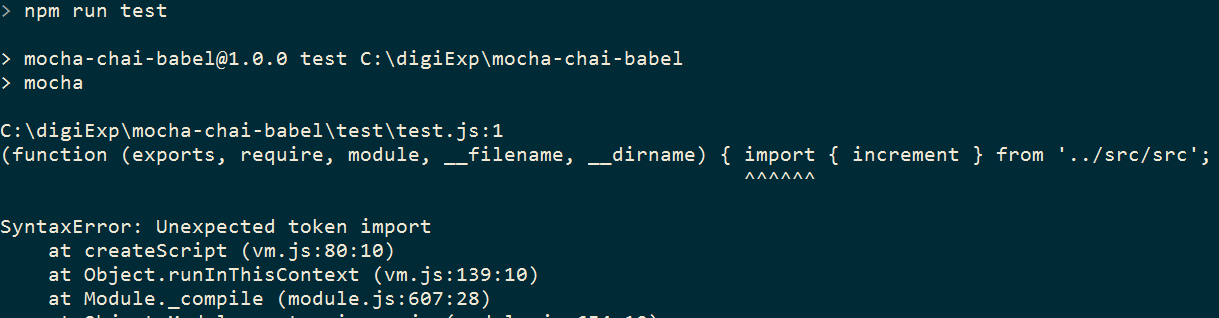 > npm run test
> mocha-chai-babel@1.0.0 test C:\digiExp\mocha-chai-babel
> mocha
C:\digiExp\mocha-chai-babel\test\test.js:1
(function (exports, require, module, __filename, __dirname) { import { increment } from '../src/src';
^^^^^^
SyntaxError: Unexpected token import
at createScript (vm.js:80:10)
at Object.runInThisContext (vm.js:139:10)
at Module._compile (module.js:607:28)